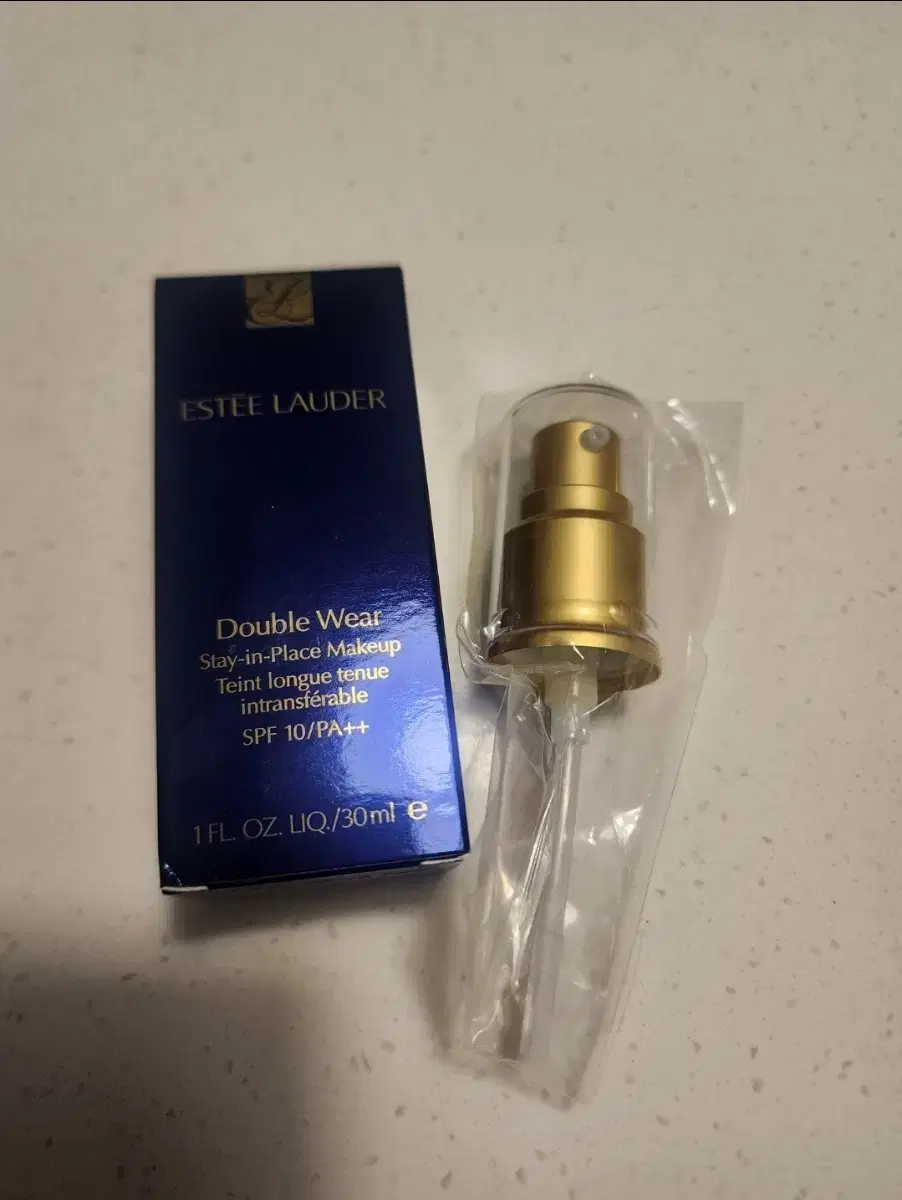 ESTĒE LAUDER
Double Wear
Stay-in-Place Makeup
Teint longue tenue
intransférable
SPF 10/PA++
1 FL. OZ. LIQ./30ml e